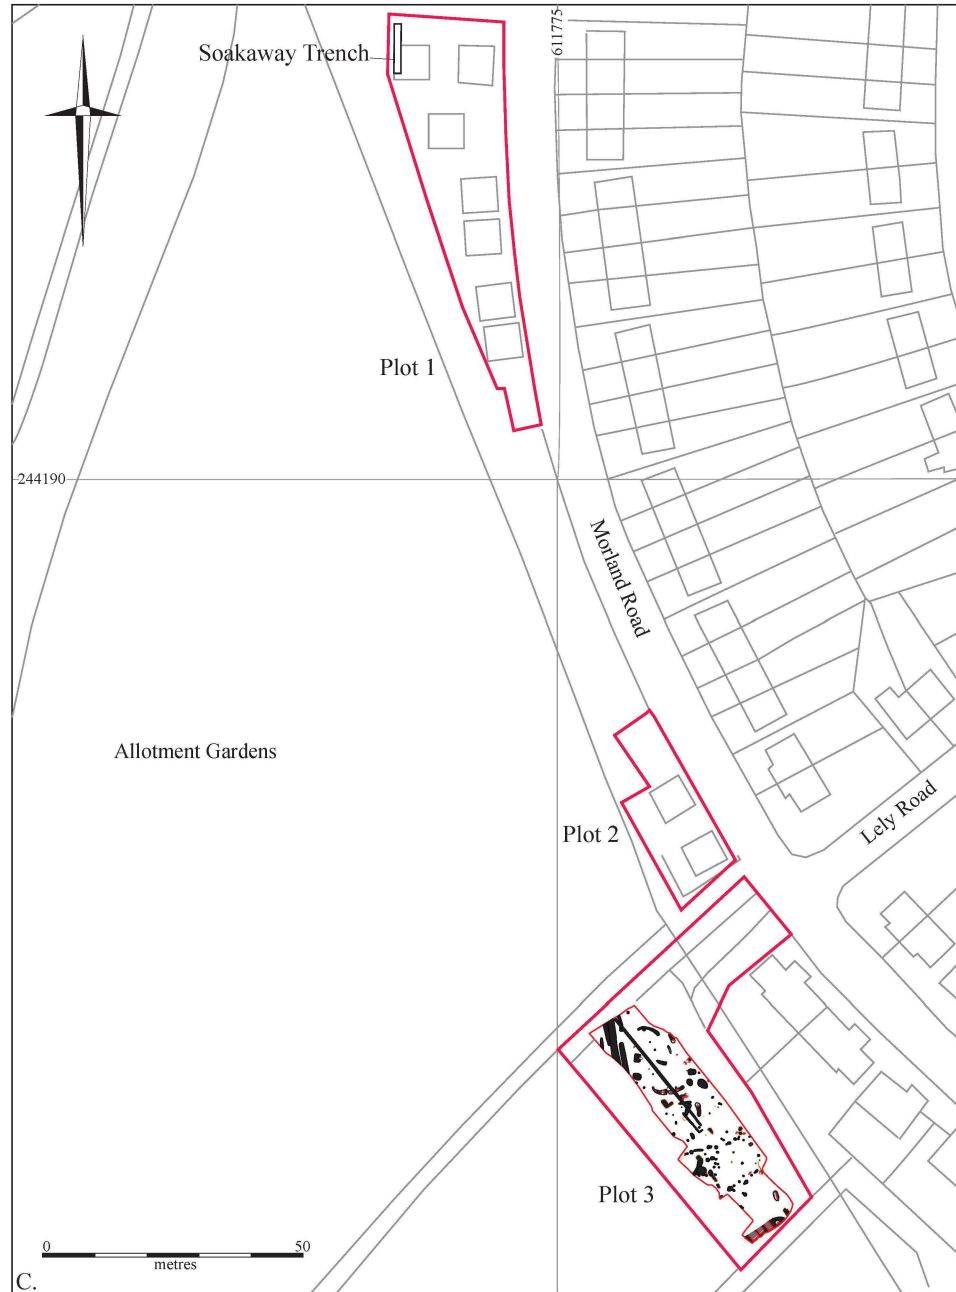 611775
Soakaway Trench
Plot 1
244190
Morland Road
Allotment Gardens
Lely Road
Plot 2
Plot 3
0 50
metres
C.